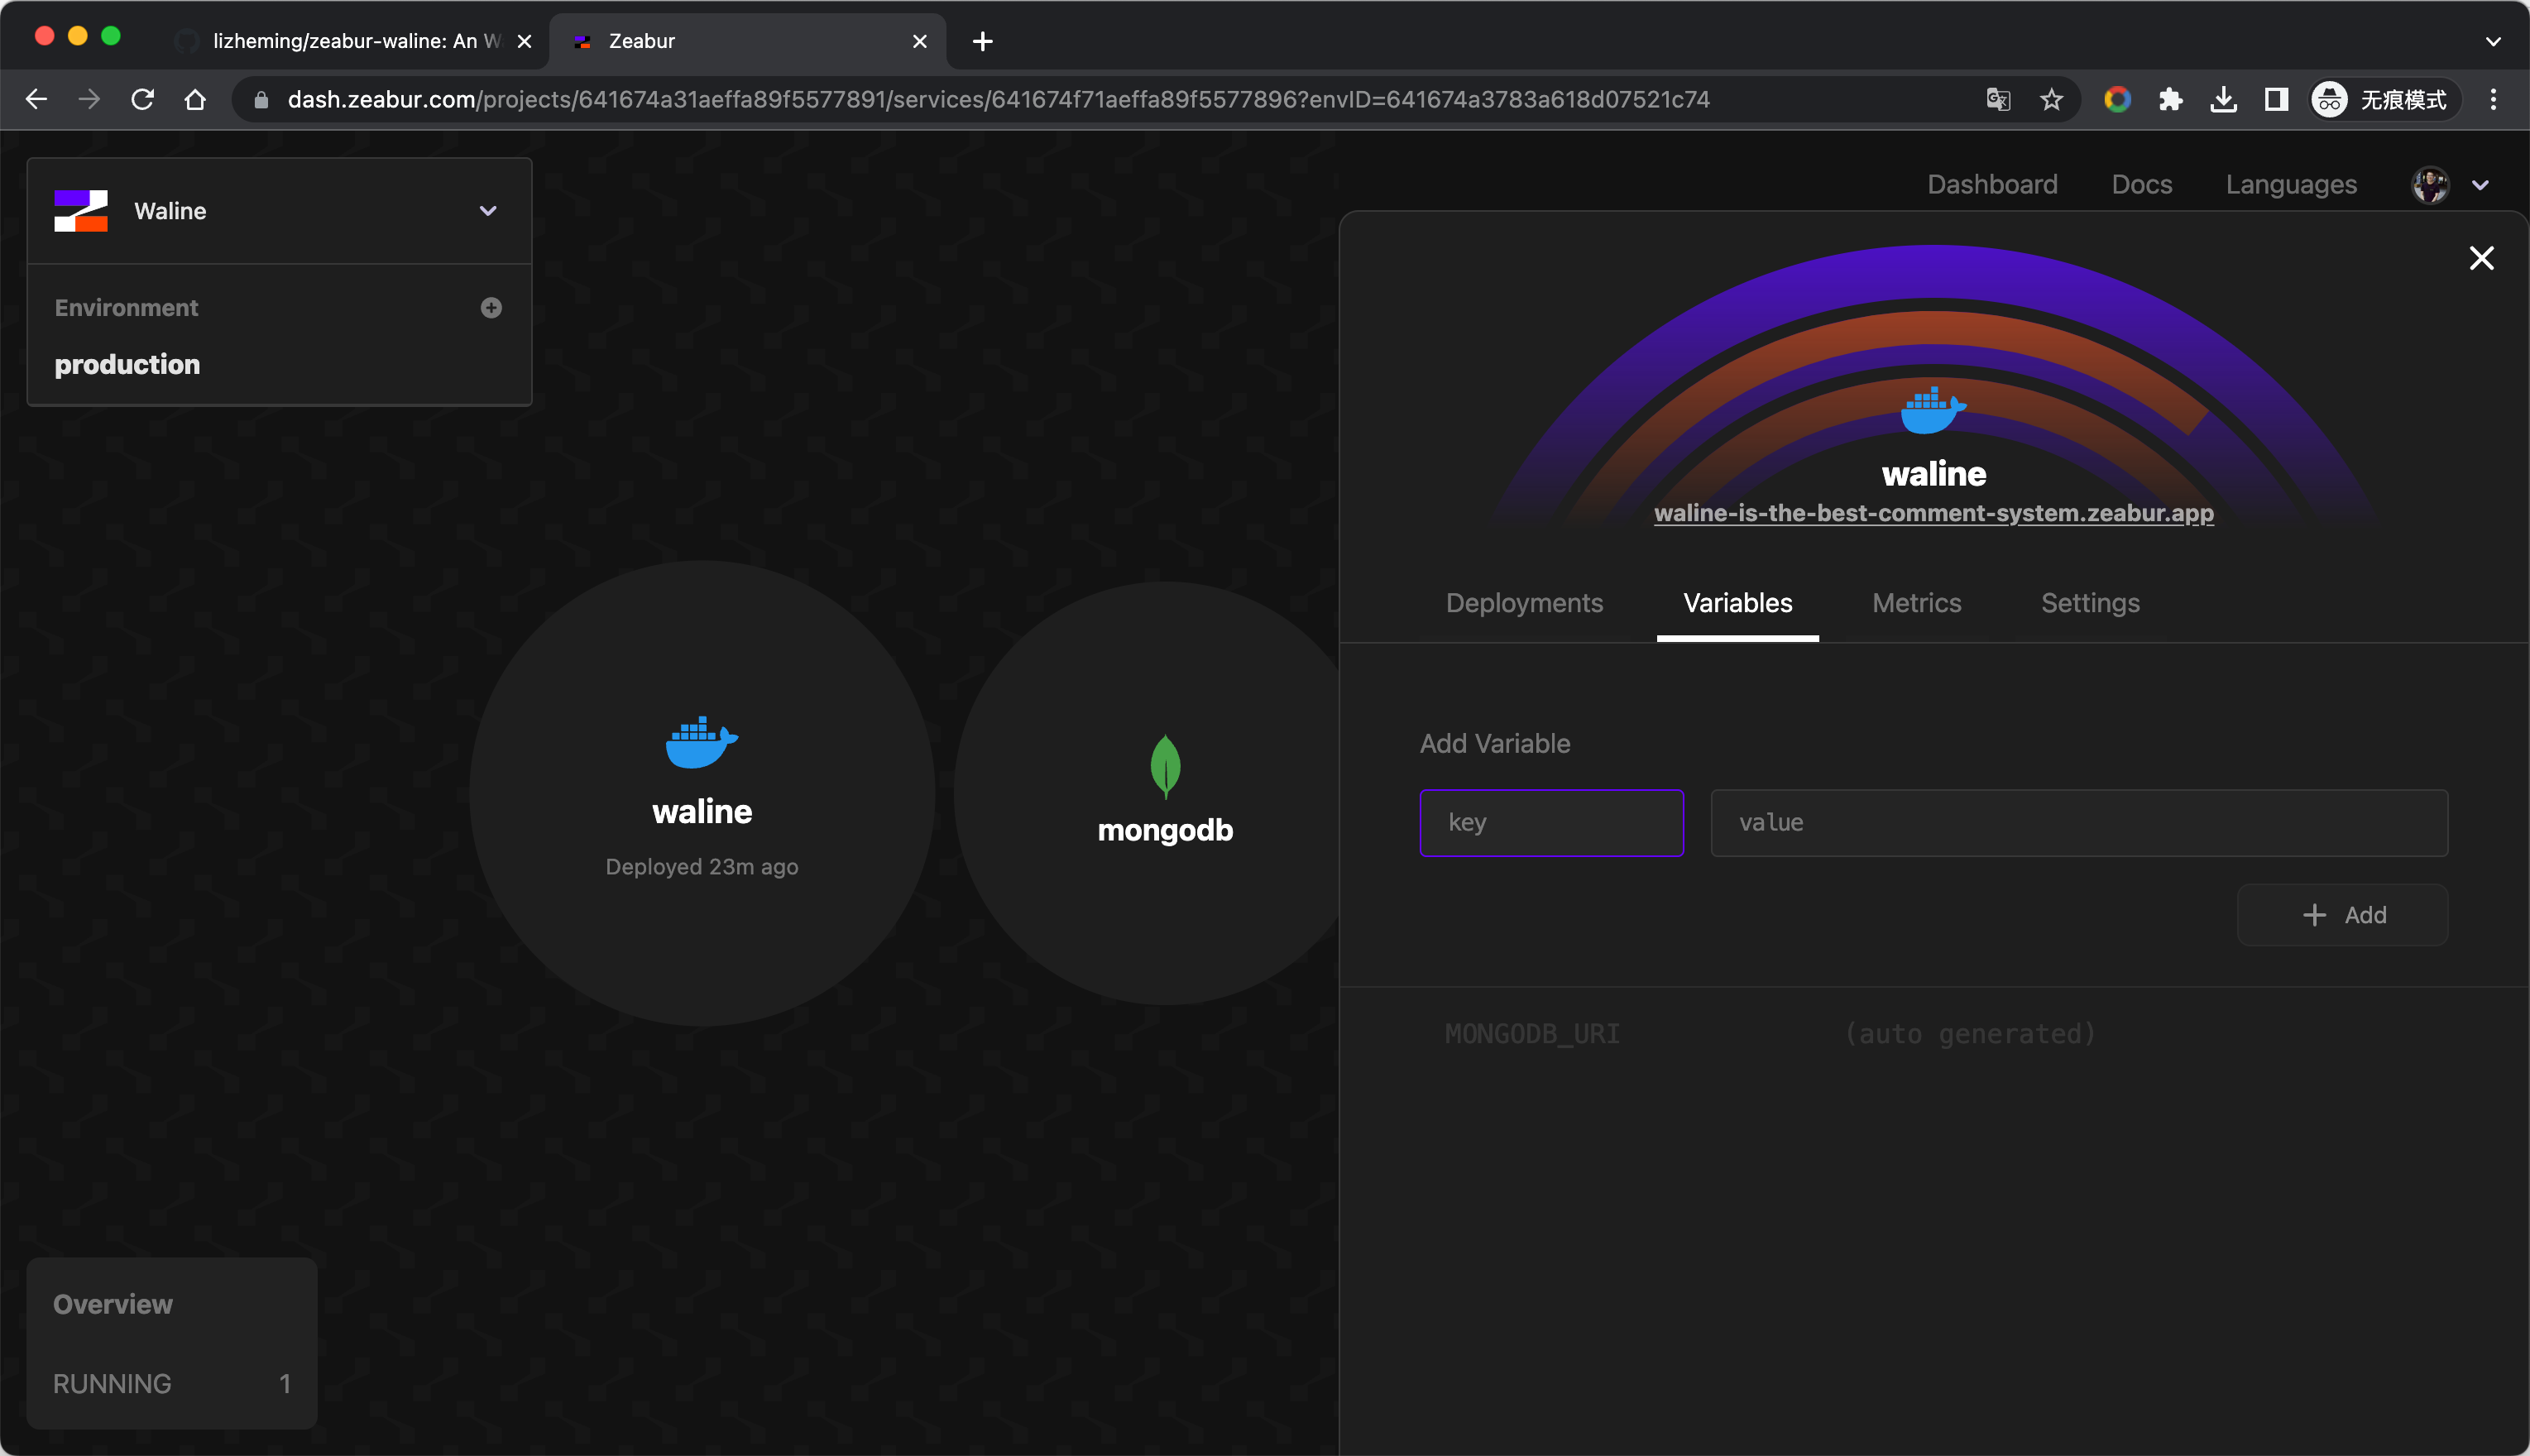 lizheming/zeabur-waline: An W
Zeabur
dash.zeabur.com/projects/641674a31aeffa89f5577891/services/641674f71aeffa89f5577896?envID=641674a3783a618d07521c74
无痕模式
Waline
Environment
production
Dashboard
Docs
Languages
waline
waline-is-the-best-comment-system.zeabur.app
Deployments
Variables
Metrics
Settings
Add Variable
key
value
Add
MONGODB_URI
(auto generated)
waline
Deployed 23m ago
mongodb
Overview
RUNNING 1